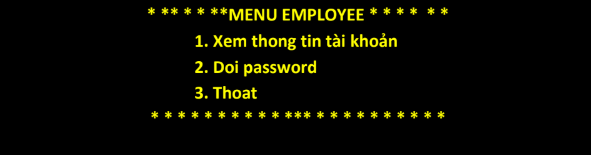 * ** * * **MENU EMPLOYEE * * * *  * *
1. Xem thong tin tài khoản
2. Doi password
3. Thoat
* * * * * * * * * * *** * * * * * * * * * *